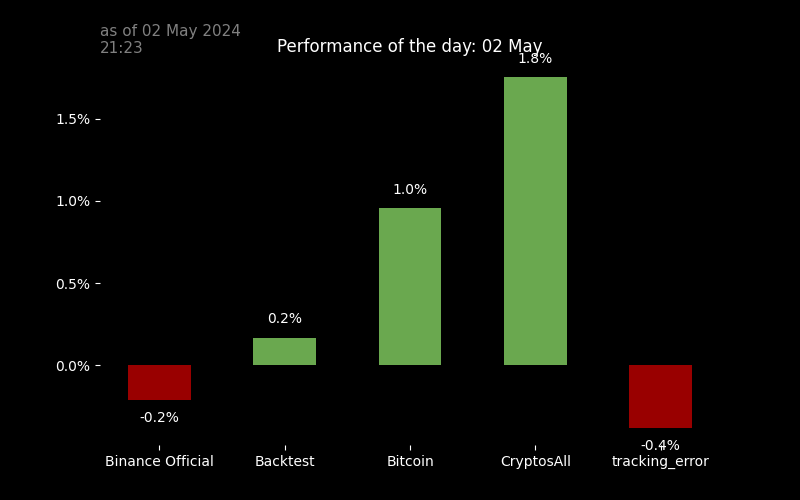 as of 02 May 2024
21:23
Performance of the day: 02 May
1.8%
1.5%
1.0%
1.0%
0.5%
0.2%
0.0%
-0.2%
-0.4%
Binance Official
Backtest
Bitcoin
CryptosAll
tracking_error